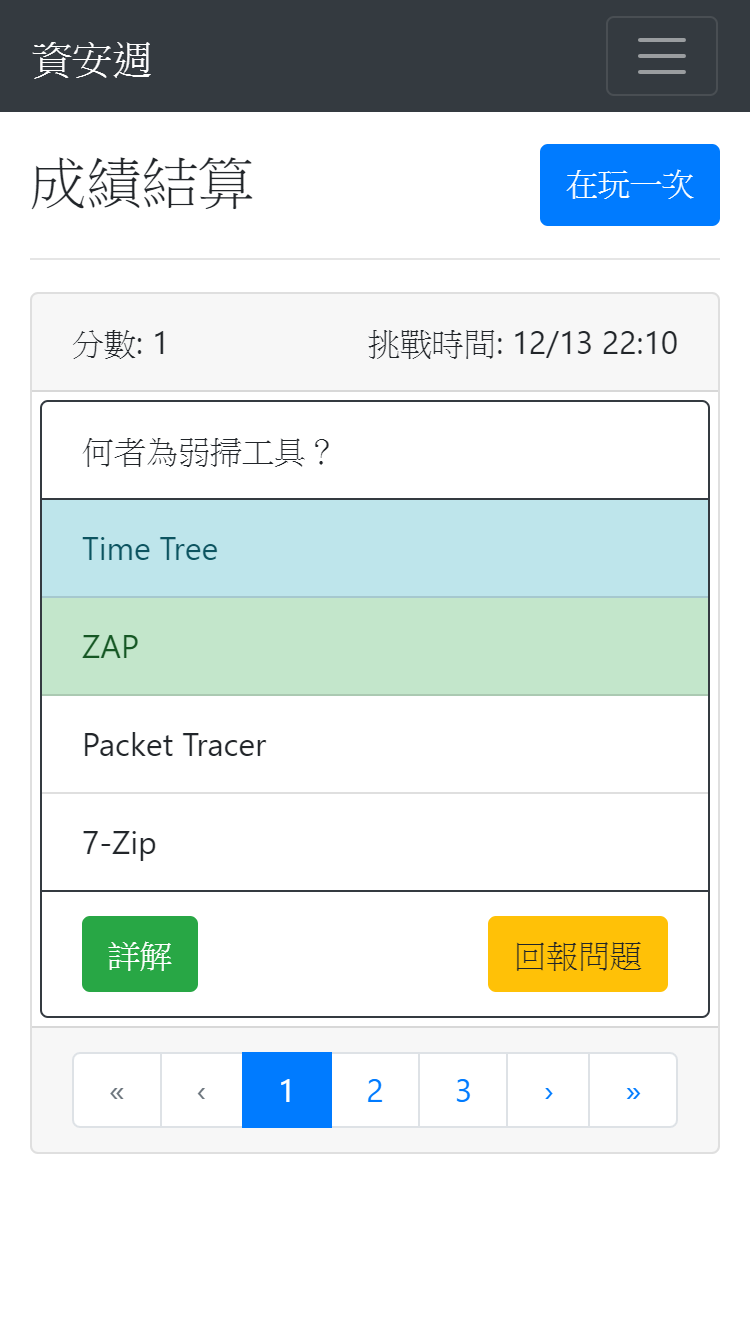 資安週
成績結算
在玩一次
分數: 1
挑戰時間: 12/13 22:10
何者為弱掃工具？
Time Tree
ZAP
Packet Tracer
7-Zip
詳解
回報問題
« ‹ 1 2 3 › »